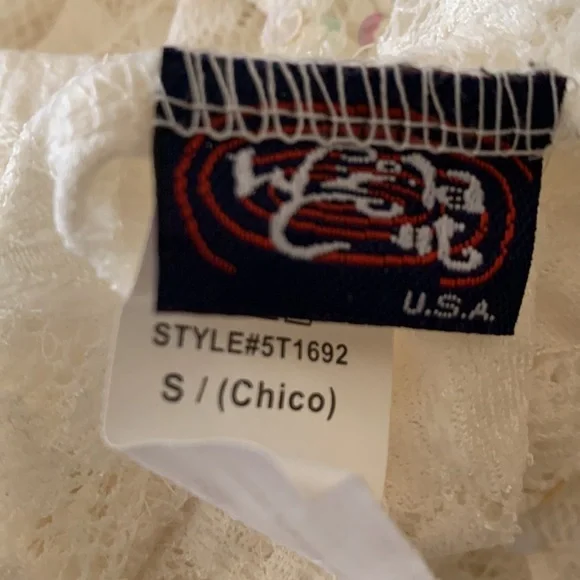 U.S.A.
STYLE#5T1692
S / (Chico)